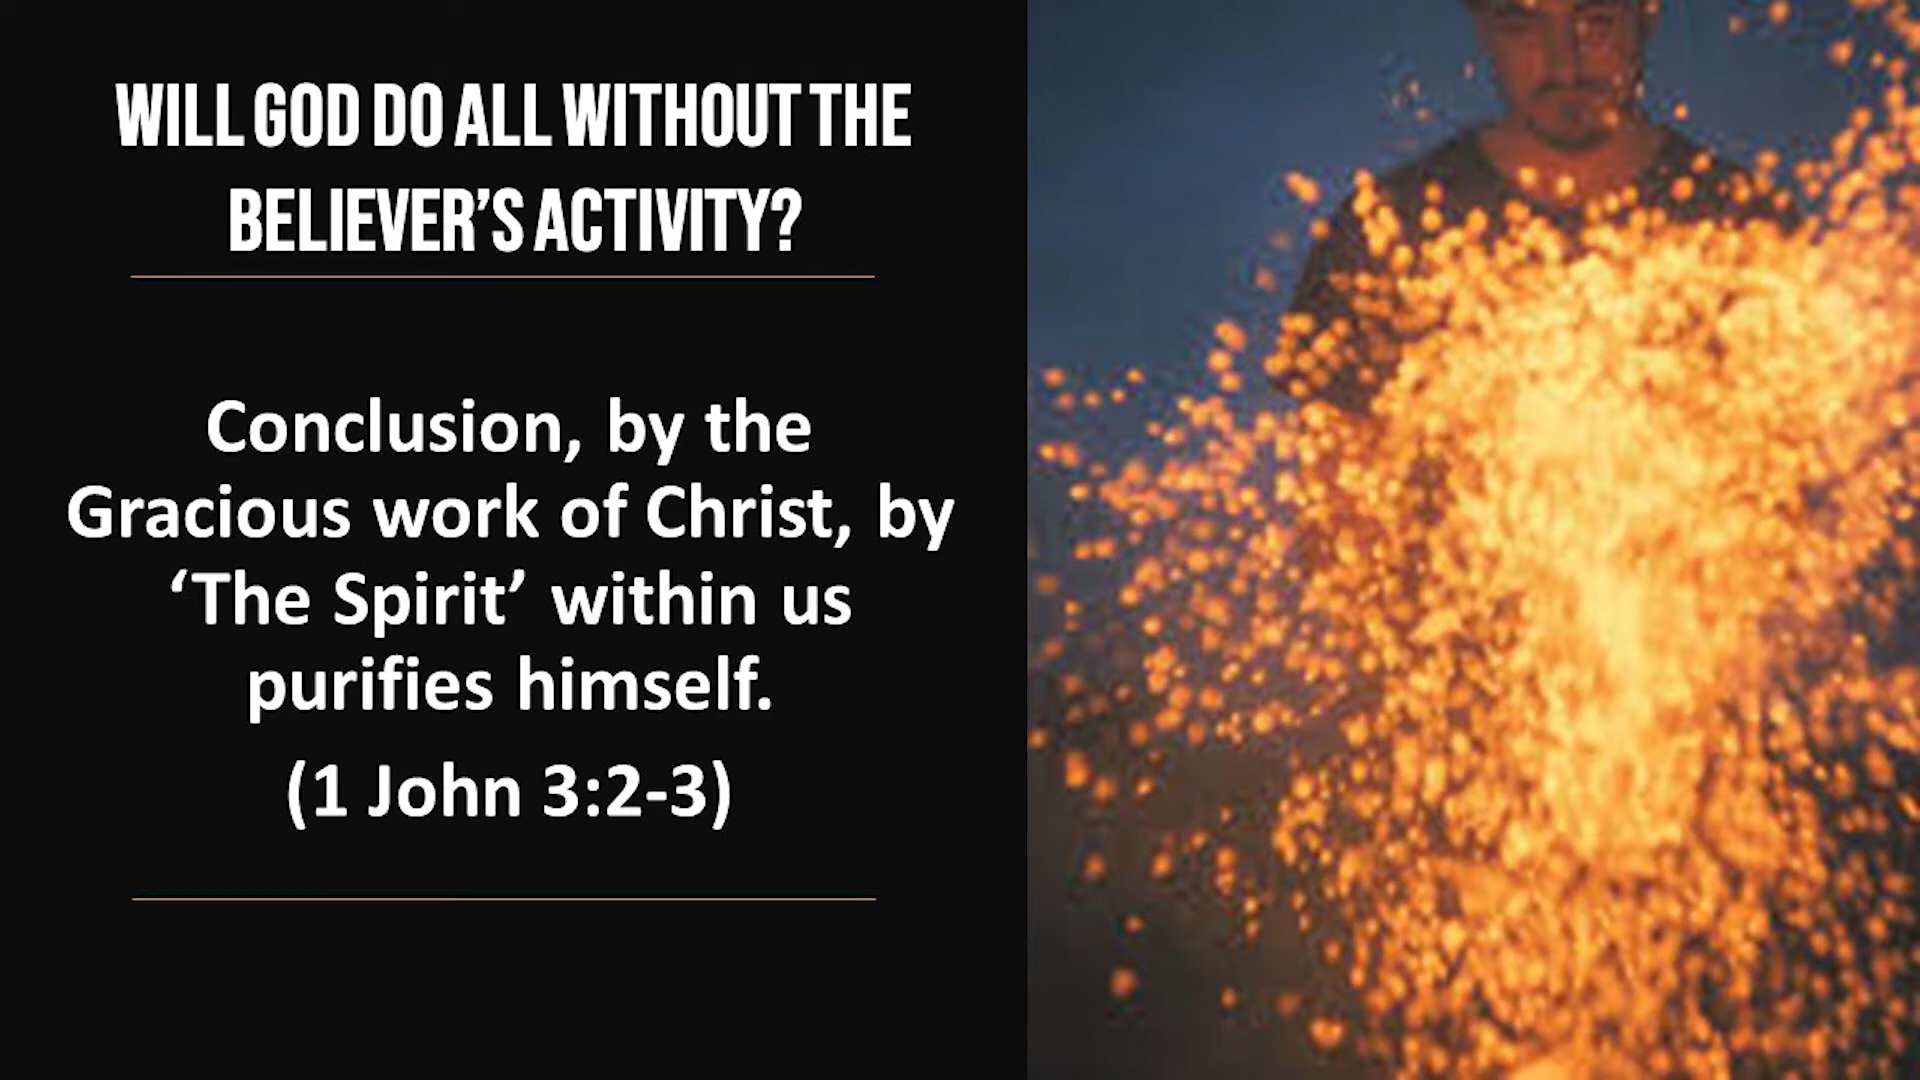 WILL GOD DO ALL WITHOUT THE
BELIEVER’S ACTIVITY?
Conclusion, by the
Gracious work of Christ, by
‘The Spirit’ within us
purifies himself.
(1 John 3:2-3)